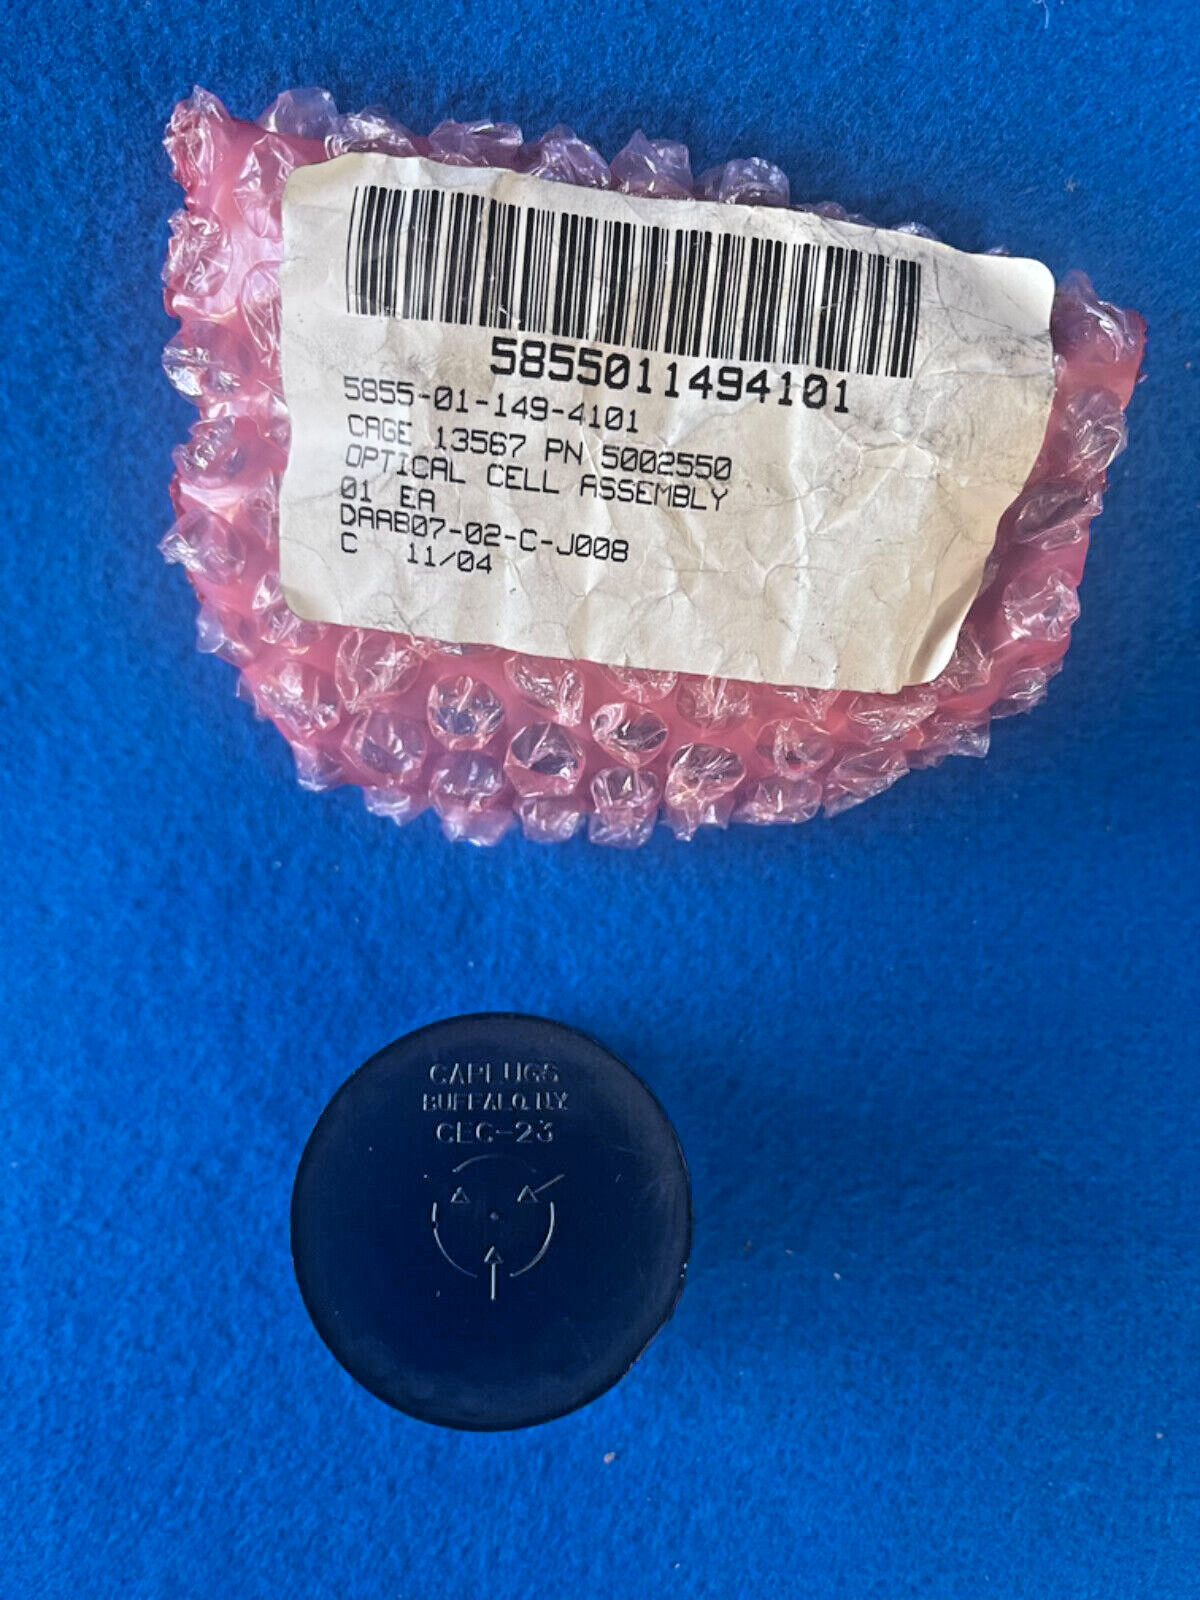 5855011494101
5855-01-149-4101
CAGE 13567 PN 5002550
OPTICAL CELL ASSEMBLY
01 EA
DAAB07-02-C-J008
C 11/04
CAPLUGS
BUFFALO, N.Y.
CEC-23